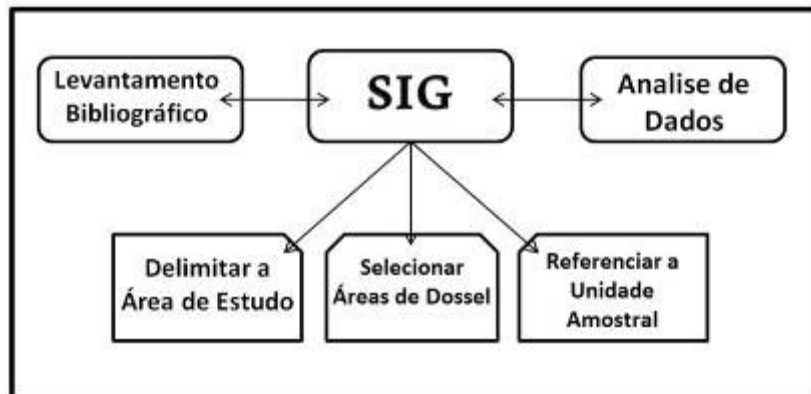 Levantamento
Bibliográfico
SIG
Analise de
Dados
Delimitar a
Área de Estudo
Selecionar
Áreas de Dossel
Referenciar a
Unidade
Amostral